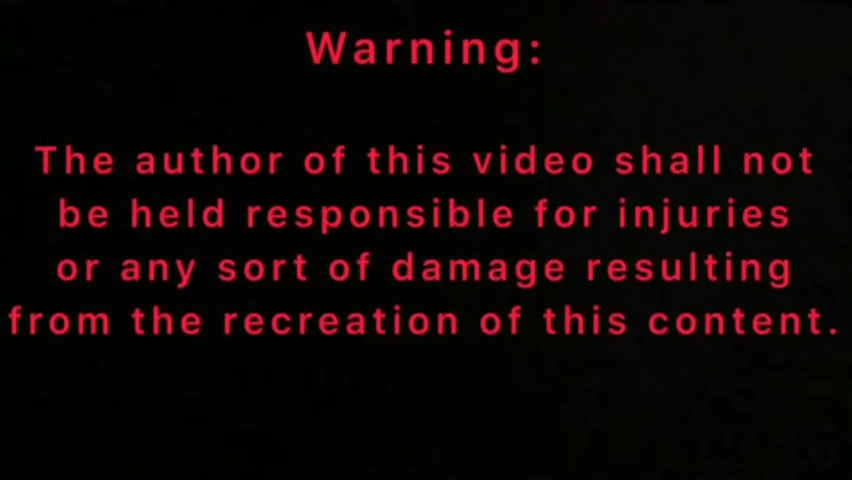 Warning:
The author of this video shall not
be held responsible for injuries
or any sort of damage resulting
from the recreation of this content.